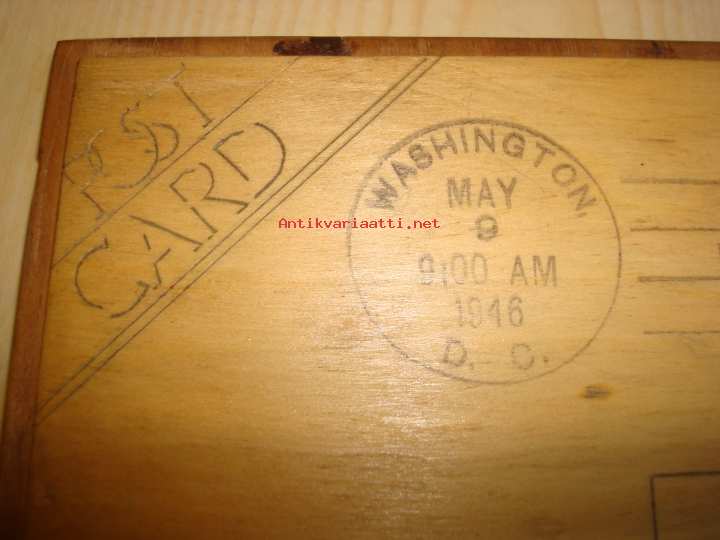 POST
CARD
WASHINGTON,
MAY
9
9:00 AM
1946
D. C.
Antikvariaatti.net